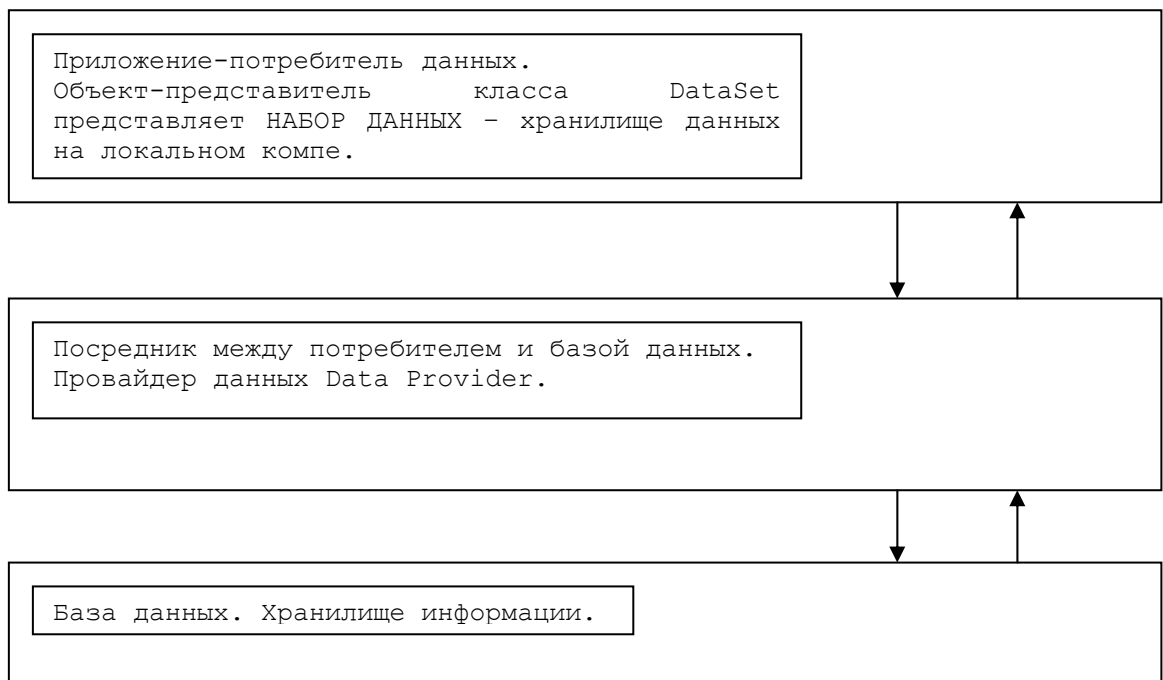 Приложение-потребитель данных.
Объект-представитель класса DataSet
представляет НАБОР ДАННЫХ – хранилище данных
на локальном компе.
Посредник между потребителем и базой данных.
Провайдер данных Data Provider.
База данных. Хранилище информации.